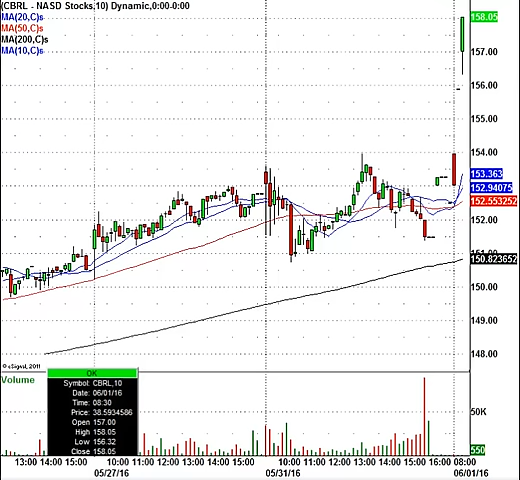 (CBRL - NASD Stocks,10) Dynamic,0:00-0:00
MA(20,C)s
MA(50,C)s
MA(200,C)s
MA(10,C)s
158.05
157.00
156.00
155.00
154.00
153.363
152.94075
152.553252
152.00
151.00
150.823652
150.00
149.00
148.00
© eSignal, 2011
Volume
OK
Symbol: CBRL,10
Date: 06/01/16
Time: 08:30
Price: 38.5934586
Open 157.00
High 158.05
Low 156.32
Close 158.05
50K
550
13:00 14:00 15:00 10:00 11:00 12:00 13:00 14:00 15:00 10:00 11:00 12:00 13:00 14:00 15:00 16:00 08:00
05/27/16 05/31/16 06/01/16